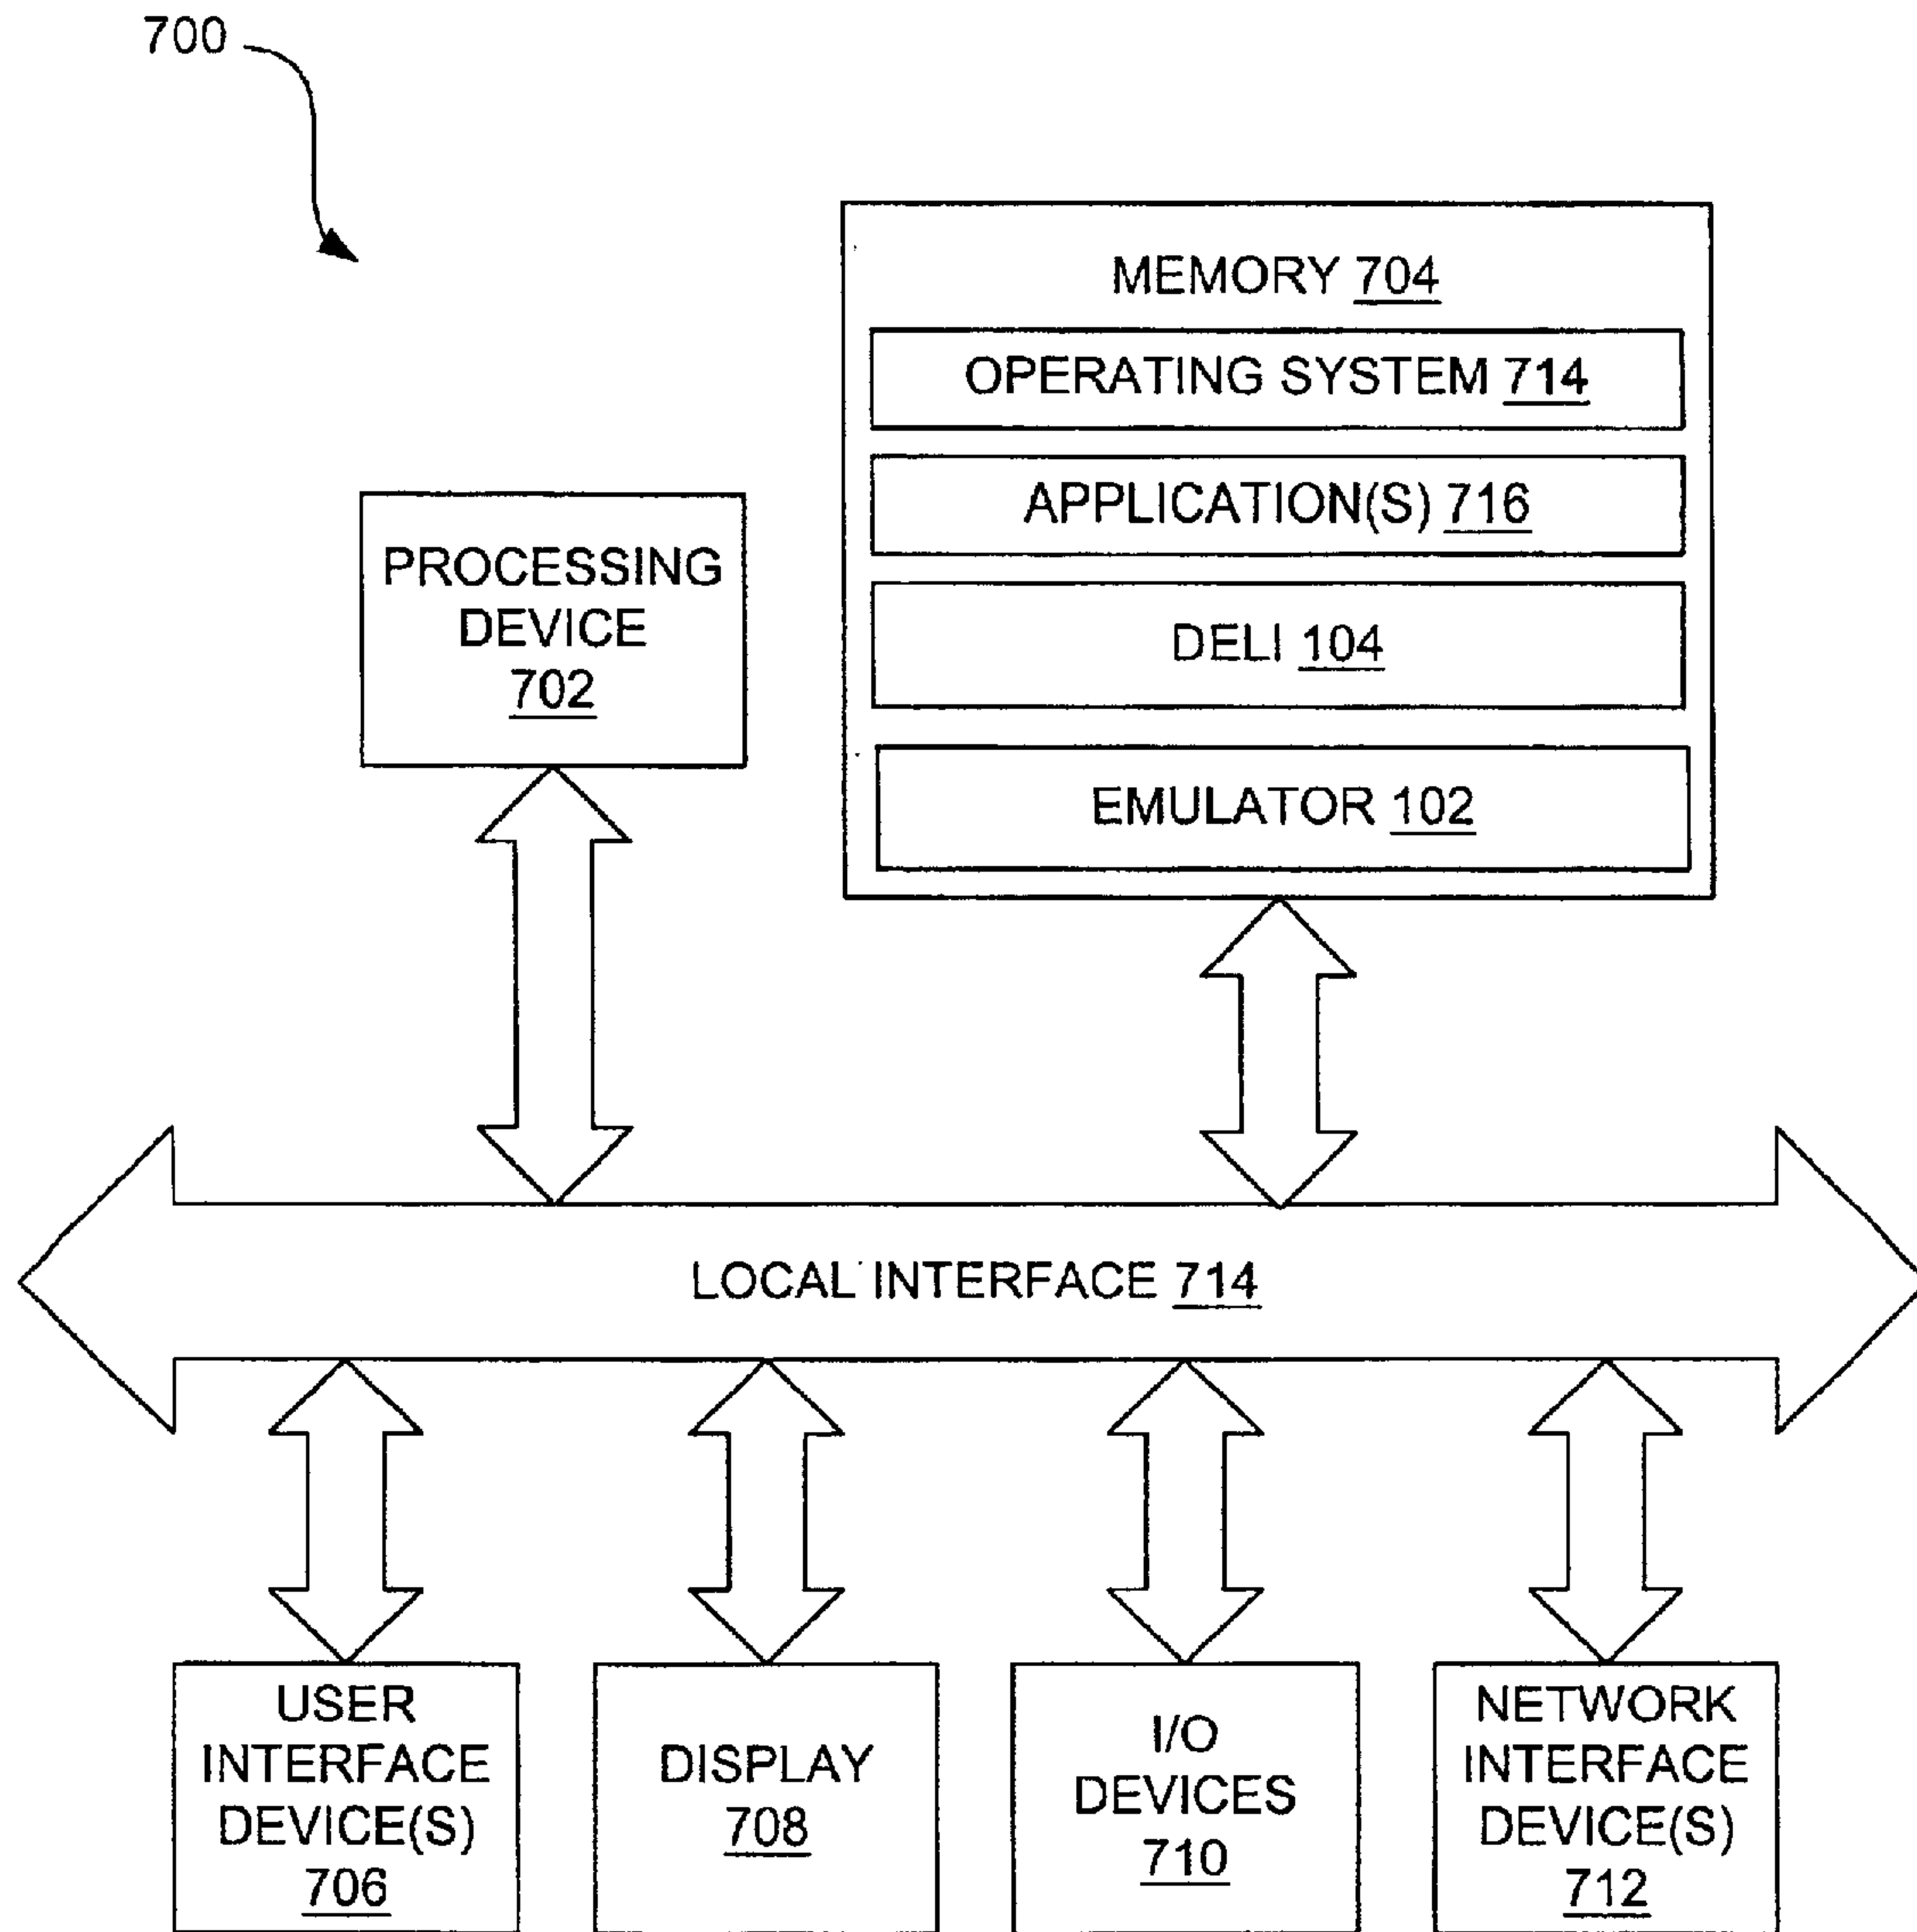 700
MEMORY 704
OPERATING SYSTEM 714
APPLICATION(S) 716
DELI 104
EMULATOR 102
PROCESSING
DEVICE
702
LOCAL INTERFACE 714
USER
INTERFACE
DEVICE(S)
706
DISPLAY
708
I/O
DEVICES
710
NETWORK
INTERFACE
DEVICE(S)
712